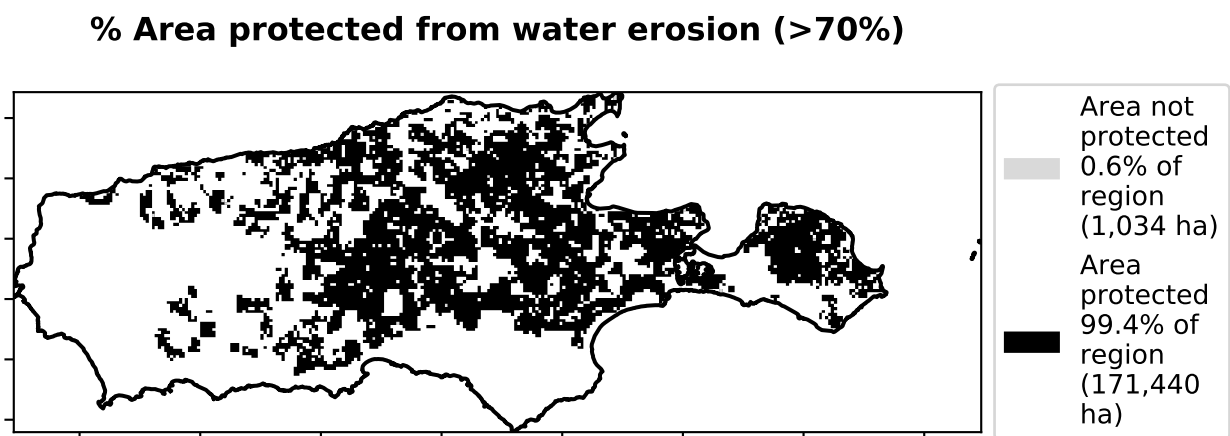 % Area protected from water erosion (>70%)
Area not
protected
0.6% of
region
(1,034 ha)
Area
protected
99.4% of
region
(171,440
ha)